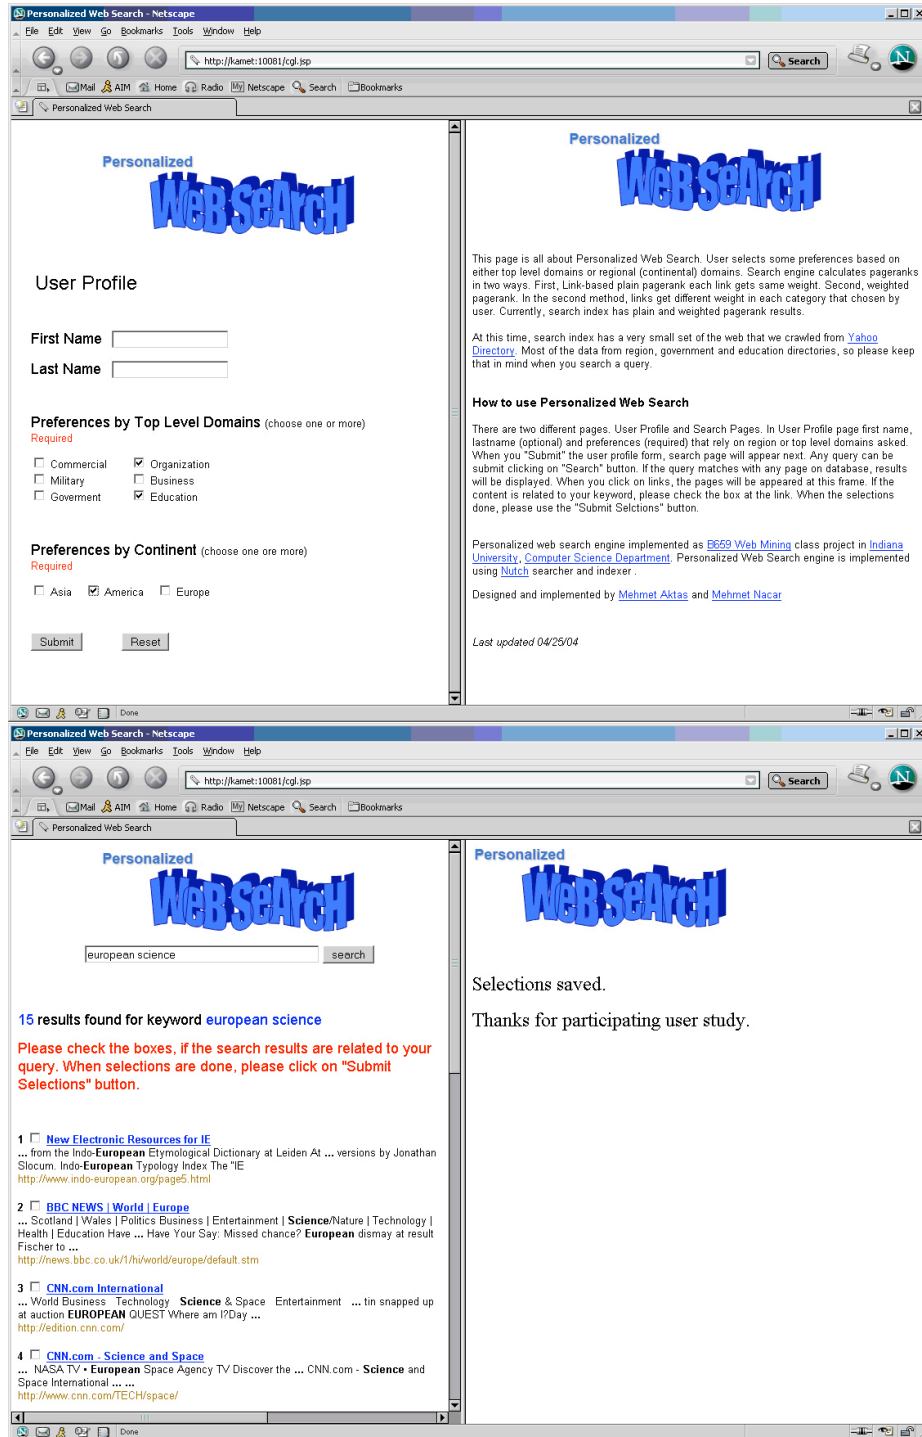 Personalized Web Search - Netscape
File Edit View Go Bookmarks Tools Window Help
http://kamet:10081/cgl.jsp
Search
N
Mail AIM Home Radio My Netscape Search Bookmarks
Personalized Web Search
Personalized
WeB SeArcH
User Profile
First Name
Last Name
Preferences by Top Level Domains (choose one or more)
Required
Commercial Organization
Military Business
Goverment Education
Preferences by Continent (choose one ore more)
Required
Asia America Europe
Submit Reset
Personalized
WeB SeArcH
This page is all about Personalized Web Search. User selects some preferences based on
either top level domains or regional (continental) domains. Search engine calculates pageranks
in two ways. First, Link-based plain pagerank each link gets same weight. Second, weighted
pagerank. In the second method, links get different weight in each category that chosen by
user. Currently, search index has plain and weighted pagerank results.
At this time, search index has a very small set of the web that we crawled from Yahoo
Directory. Most of the data from region, government and education directories, so please keep
that in mind when you search a query.
How to use Personalized Web Search
There are two different pages. User Profile and Search Pages. In User Profile page first name,
lastname (optional) and preferences (required) that rely on region or top level domains asked.
When you "Submit" the user profile form, search page will appear next. Any query can be
submit clicking on "Search" button. If the query matches with any page on database, results
will be displayed. When you click on links, the pages will be appeared at this frame. If the
content is related to your keyword, please check the box at the link. When the selections
done, please use the "Submit Selctions" button.
Personalized web search engine implemented as B659 Web Mining class project in Indiana
University, Computer Science Department. Personalized Web Search engine is implemented
using Nutch searcher and indexer .
Designed and implemented by Mehmet Aktas and Mehmet Nacar
Last updated 04/25/04
Done
Personalized Web Search - Netscape
File Edit View Go Bookmarks Tools Window Help
http://kamet:10081/cgl.jsp
Search
N
Mail AIM Home Radio My Netscape Search Bookmarks
Personalized Web Search
Personalized
WeB SeArcH
european science search
15 results found for keyword european science
Please check the boxes, if the search results are related to your
query. When selections are done, please click on "Submit
Selections" button.
1 New Electronic Resources for IE
... from the Indo-European Etymological Dictionary at Leiden At ... versions by Jonathan
Slocum. Indo-European Typology Index The "IE
http://www.indo-european.org/page5.html
2 BBC NEWS | World | Europe
... Scotland | Wales | Politics Business | Entertainment | Science/Nature | Technology |
Health | Education Have ... Have Your Say: Missed chance? European dismay at result
Fischer to ...
http://news.bbc.co.uk/1/hi/world/europe/default.stm
3 CNN.com International
... World Business Technology Science & Space Entertainment ... tin snapped up
at auction EUROPEAN QUEST Where am I?Day ...
http://edition.cnn.com/
4 CNN.com - Science and Space
... NASA TV • European Space Agency TV Discover the ... CNN.com - Science and
Space International ... ...
http://www.cnn.com/TECH/space/
Personalized
WeB SeArcH
Selections saved.
Thanks for participating user study.
Done